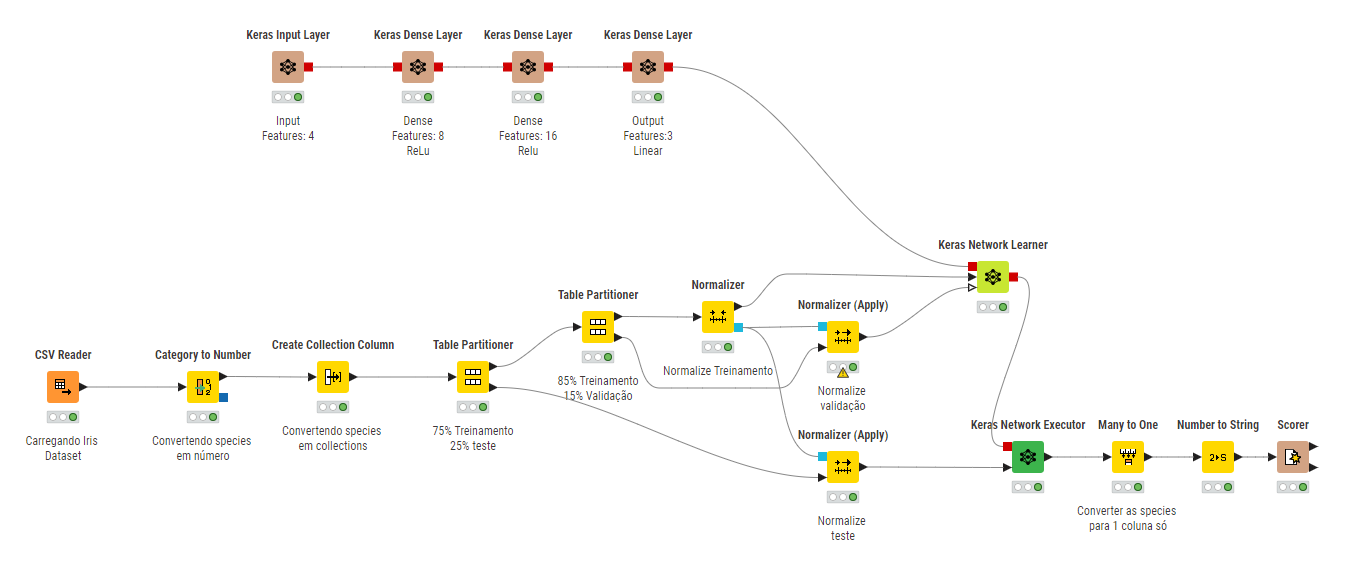 Keras Input Layer
Keras Dense Layer
Keras Dense Layer
Keras Dense Layer
Input
Features: 4
Dense
Features: 8
ReLu
Dense
Features: 16
Relu
Output
Features:3
Linear
Keras Network Learner
Table Partitioner
85% Treinamento
15% Validação
Normalizer
Normalize Treinamento
Normalizer (Apply)
Normalize
validação
CSV Reader
Carregando Iris
Dataset
Category to Number
Convertendo species
em número
Create Collection Column
Convertendo species
em collections
Table Partitioner
75% Treinamento
25% teste
Normalizer (Apply)
Normalize
teste
Keras Network Executor
Many to One
Converter as species
para 1 coluna só
Number to String
2 S
Scorer